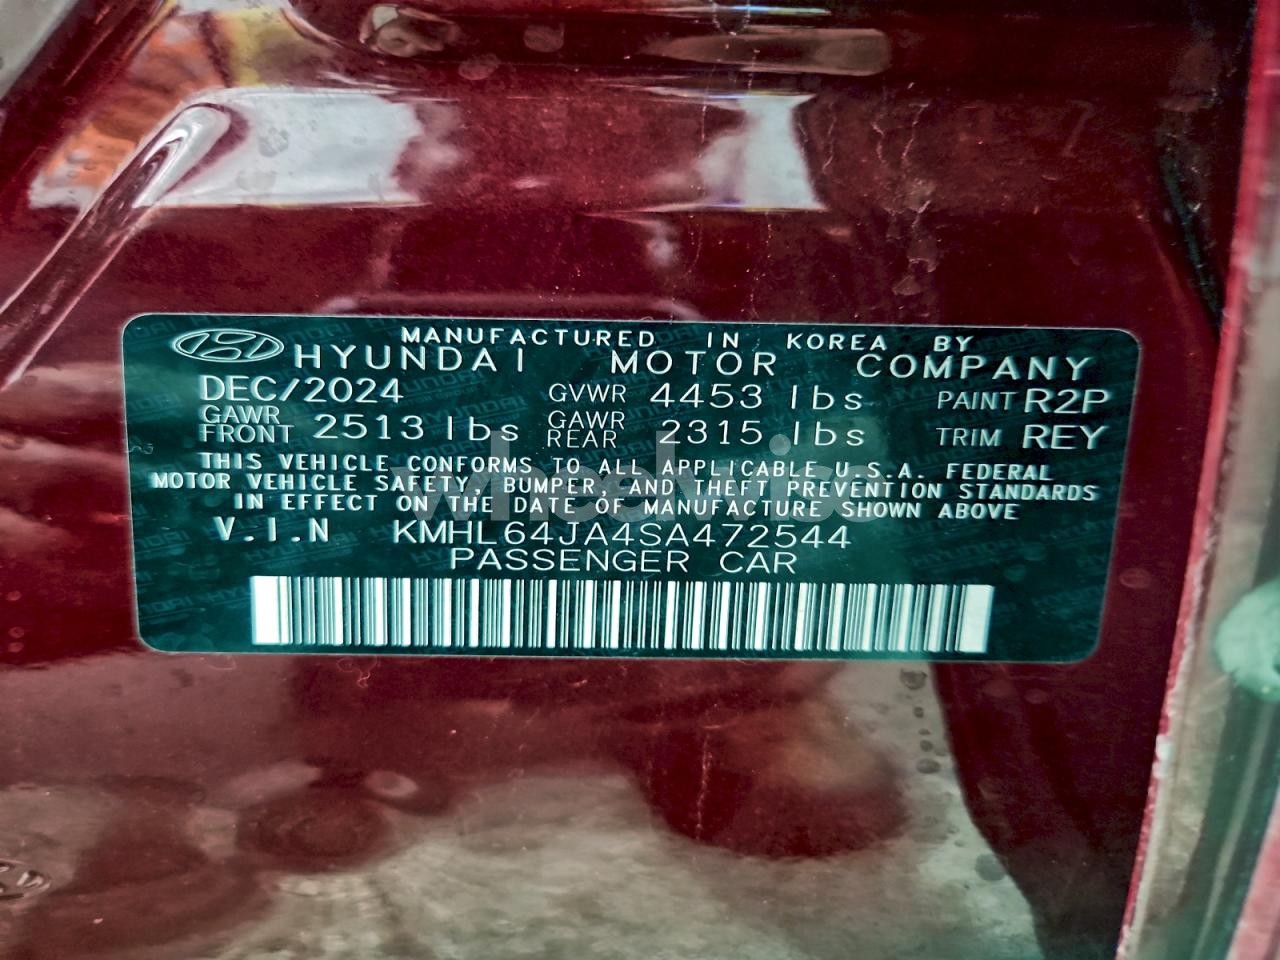 MANUFACTURED IN KOREA BY
HYUNDAI MOTOR COMPANY
DEC/2024 GVWR 4453 lbs PAINT R2P
GAWR FRONT 2513 lbs GAWR REAR 2315 lbs TRIM REY
THIS VEHICLE CONFORMS TO ALL APPLICABLE U.S.A. FEDERAL
MOTOR VEHICLE SAFETY, BUMPER, AND THEFT PREVENTION STANDARDS
IN EFFECT ON THE DATE OF MANUFACTURE SHOWN ABOVE
V.I.N KMHL64JA4SA472544
PASSENGER CAR